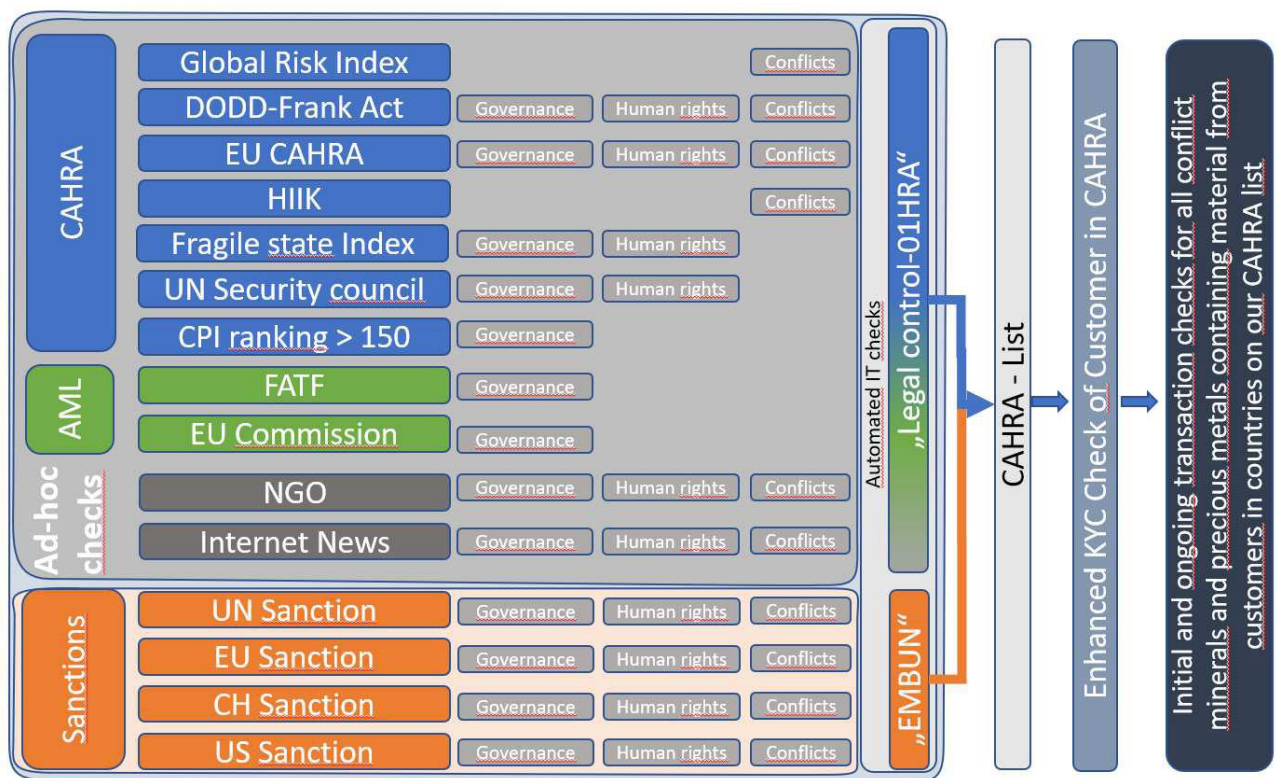 CAHRA
Global Risk Index
Conflicts
DODD-Frank Act
Governance
Human rights
Conflicts
EU CAHRA
Governance
Human rights
Conflicts
HIIK
Conflicts
Fragile state Index
Governance
Human rights
UN Security council
Governance
Human rights
CPI ranking > 150
Governance
AML
FATF
Governance
EU Commission
Governance
Ad-hoc
checks
NGO
Governance
Human rights
Conflicts
Internet News
Governance
Human rights
Conflicts
Sanctions
UN Sanction
Governance
Human rights
Conflicts
EU Sanction
Governance
Human rights
Conflicts
CH Sanction
Governance
Human rights
Conflicts
US Sanction
Governance
Human rights
Conflicts
Automated IT checks
„Legal control-01HRA“
„EMBUN“
CAHRA - List
Enhanced KYC Check of Customer in CAHRA
Initial and ongoing transaction checks for all conflict
minerals and precious metals containing material from
customers in countries on our CAHRA list